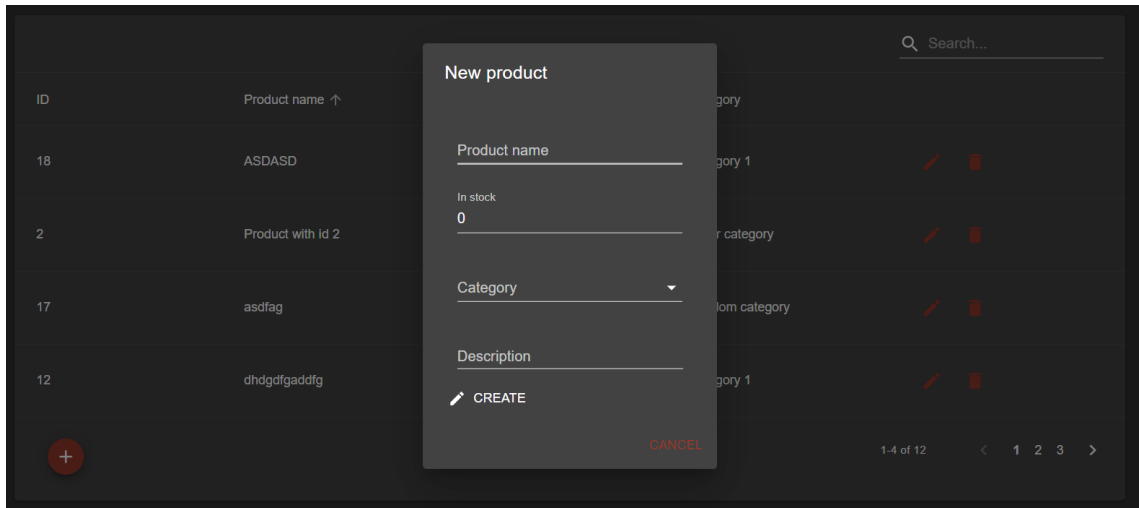 Search...
New product
ID
Product name
gory
Product name
18
ASDASD
gory 1
In stock
0
2
Product with id 2
r category
Category
17
asdfag
lom category
Description
12
dhdgdfgaddfg
gory 1
CREATE
CANCEL
+
1-4 of 12 < 1 2 3 >